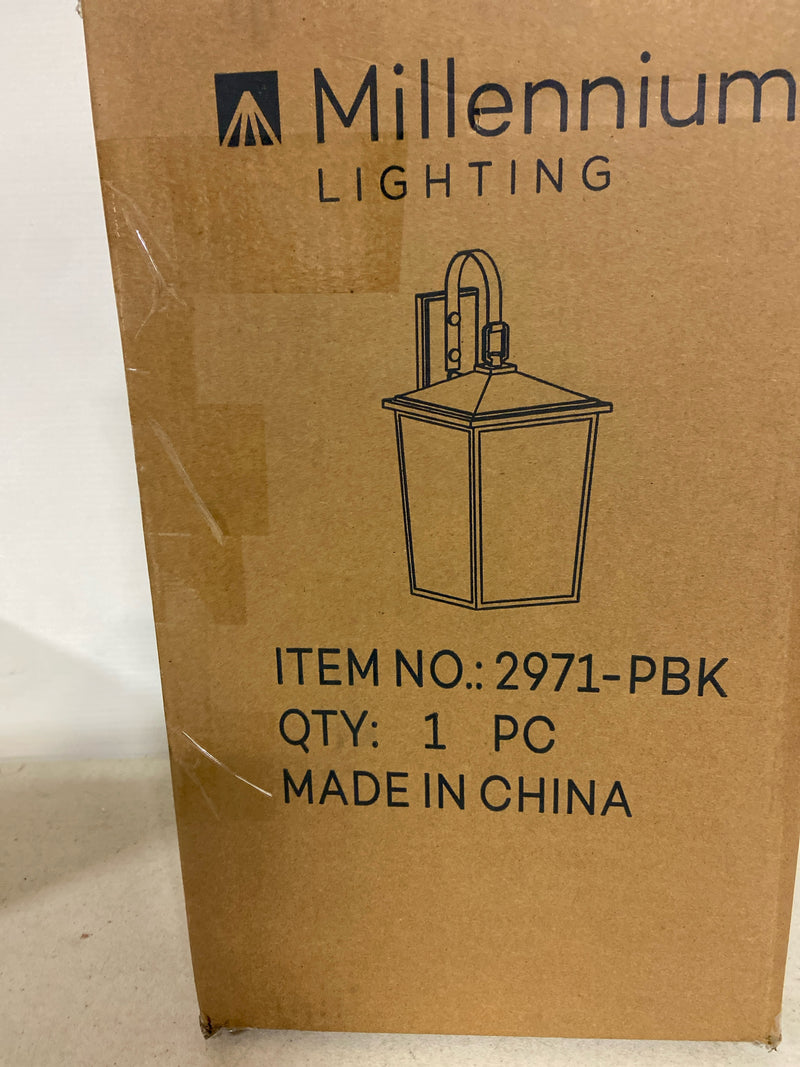 Millennium
LIGHTING
ITEM NO.: 2971-PBK
QTY: 1 PC
MADE IN CHINA